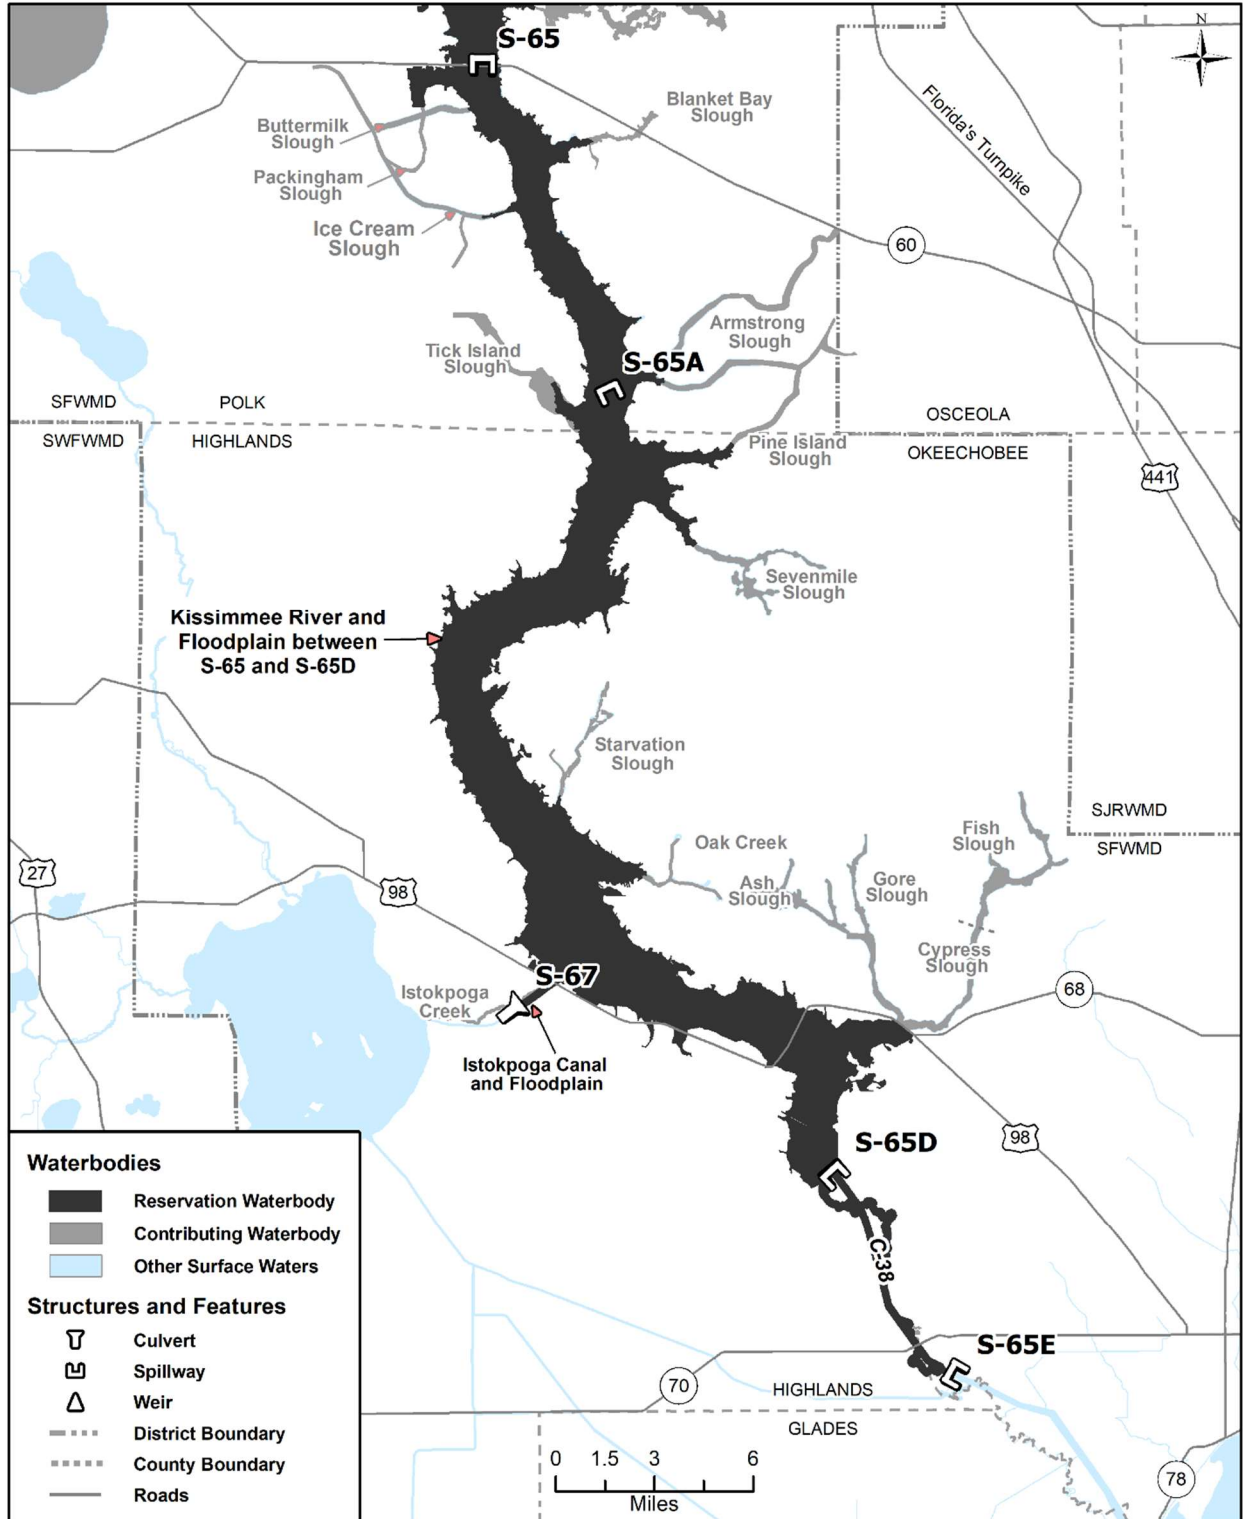 N
S-65
Blanket Bay
Slough
Florida's Turnpike
Buttermilk
Slough
Packingham
Slough
Ice Cream
Slough
60
Armstrong
Slough
Tick Island
Slough
S-65A
SFWMD
POLK
OSCEOLA
SWFWMD
HIGHLANDS
Pine Island
Slough
OKEECHOBEE
441
Sevenmile
Slough
Kissimmee River and
Floodplain between
S-65 and S-65D
Starvation
Slough
SJRWMD
SFWMD
Fish
Slough
Oak Creek
27
98
Ash
Slough
Gore
Slough
Cypress
Slough
S-67
Istokpoga
Creek
68
Istokpoga Canal
and Floodplain
98
S-65D
C-38
S-65E
70
HIGHLANDS
GLADES
78
Waterbodies
Reservation Waterbody
Contributing Waterbody
Other Surface Waters
Structures and Features
Culvert
Spillway
Weir
District Boundary
County Boundary
Roads
0 1.5 3 6
Miles